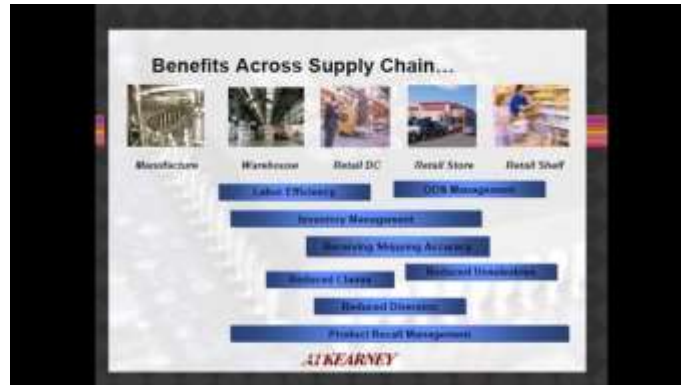 Benefits Across Supply Chain...
Manufacture Warehouse Retail DC Retail Store Retail Shelf
Labor Efficiency OOS Management
Inventory Management
Receiving Shipping Accuracy
Reduced Claims Reduced Unsaleables
Reduced Diversion
Product Recall Management
AT KEARNEY